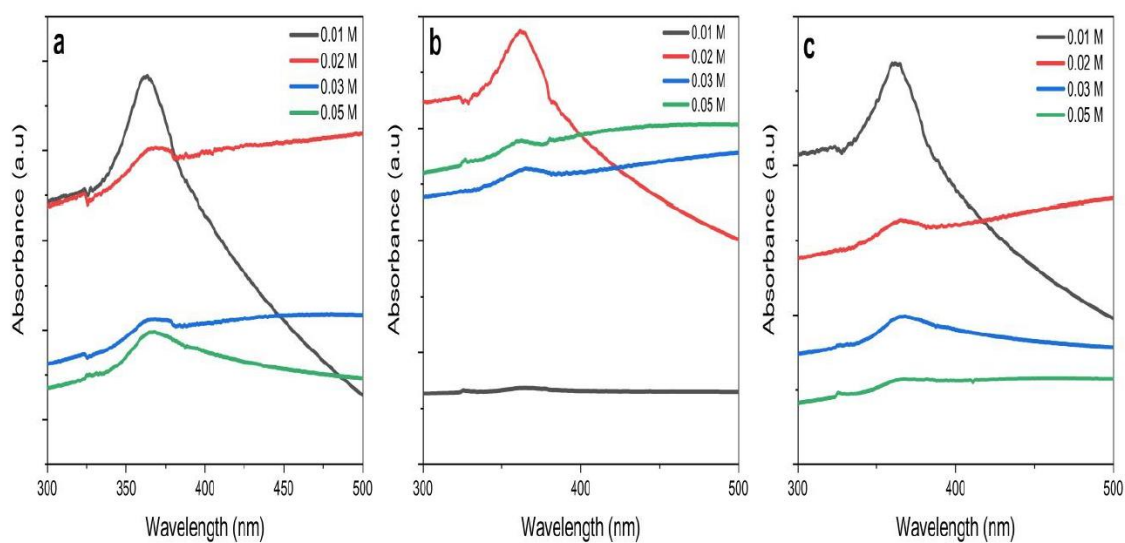 a
0.01 M
0.02 M
0.03 M
0.05 M
Absorbance (a.u)
300 350 400 450 500
Wavelength (nm)
b
0.01 M
0.02 M
0.03 M
0.05 M
Absorbance (a.u)
300 400 500
Wavelength (nm)
c
0.01 M
0.02 M
0.03 M
0.05 M
Absorbance (a.u)
300 400 500
Wavelength (nm)